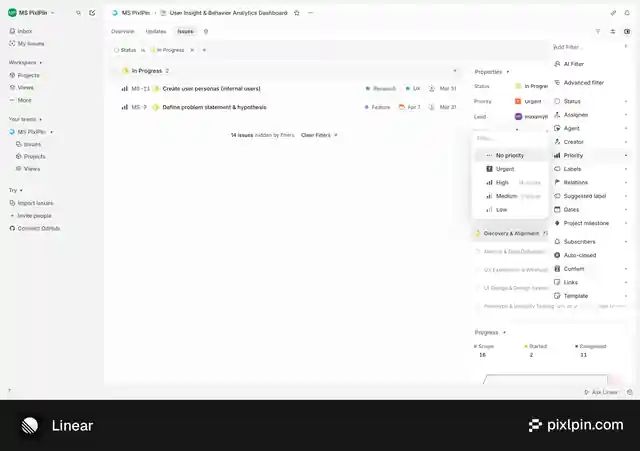 MS PixlPin
MS PixlPin
User Insight & Behavior Analytics Dashboard
Inbox
My issues
Workspace
Projects
Views
More
Your teams
MS PixlPin
Issues
Projects
Views
Try
Import issues
Invite people
Connect GitHub
Overview
Updates
Issues
Status is In Progress
In Progress 2
Create user personas (internal users)
Research
UX
Mar 31
Define problem statement & hypothesis
Feature
Apr 7
Mar 31
14 issues hidden by filters
Clear Filters
Properties
Status
In Progre
Priority
Urgent
Lead
Filter...
No priority
Urgent
High
Medium
Low
Discovery & Alignment
Progress
Scope
16
Started
2
Completed
11
Add Filter...
AI Filter
Advanced filter
Status
Assignee
Agent
Creator
Priority
Labels
Relations
Suggested label
Dates
Project milestone
Subscribers
Auto-closed
Content
Links
Template
Ask Linear
?
Linear
pixlpin.com